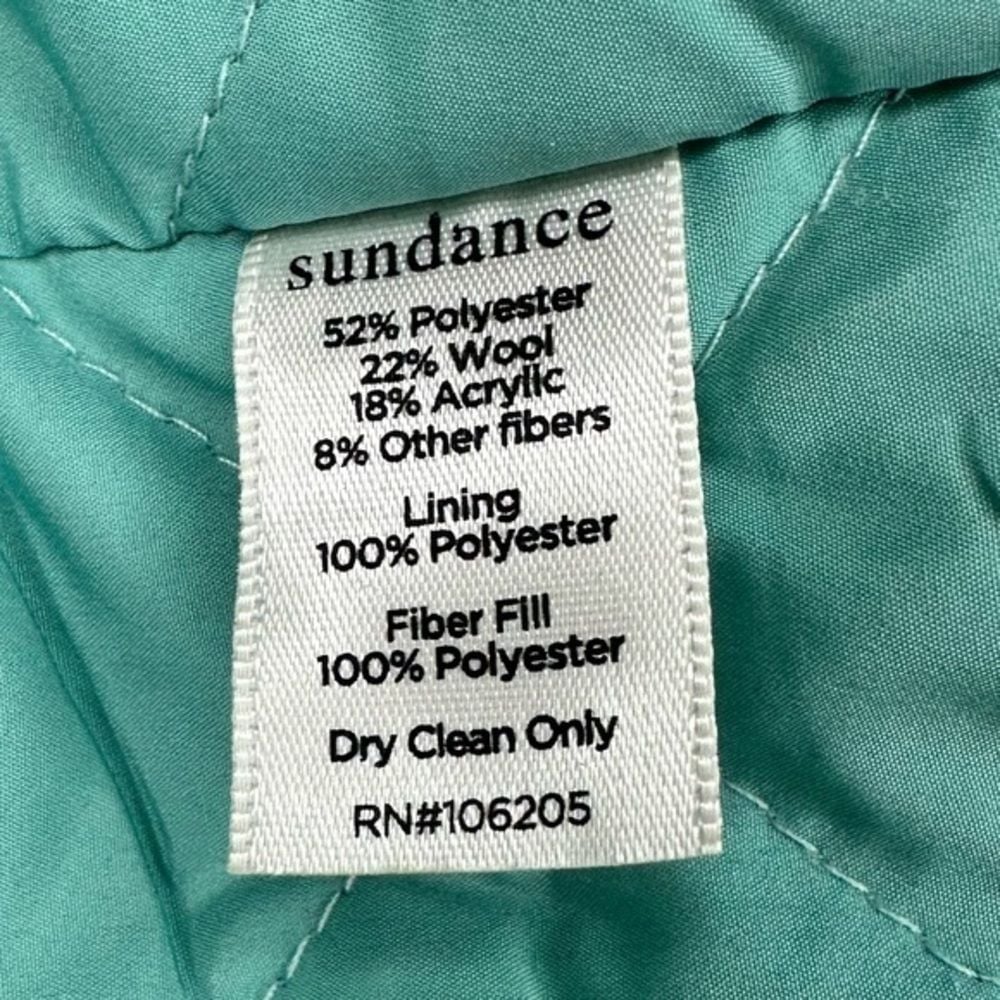 sundance
52% Polyester
22% Wool
18% Acrylic
8% Other fibers
Lining
100% Polyester
Fiber Fill
100% Polyester
Dry Clean Only
RN#106205